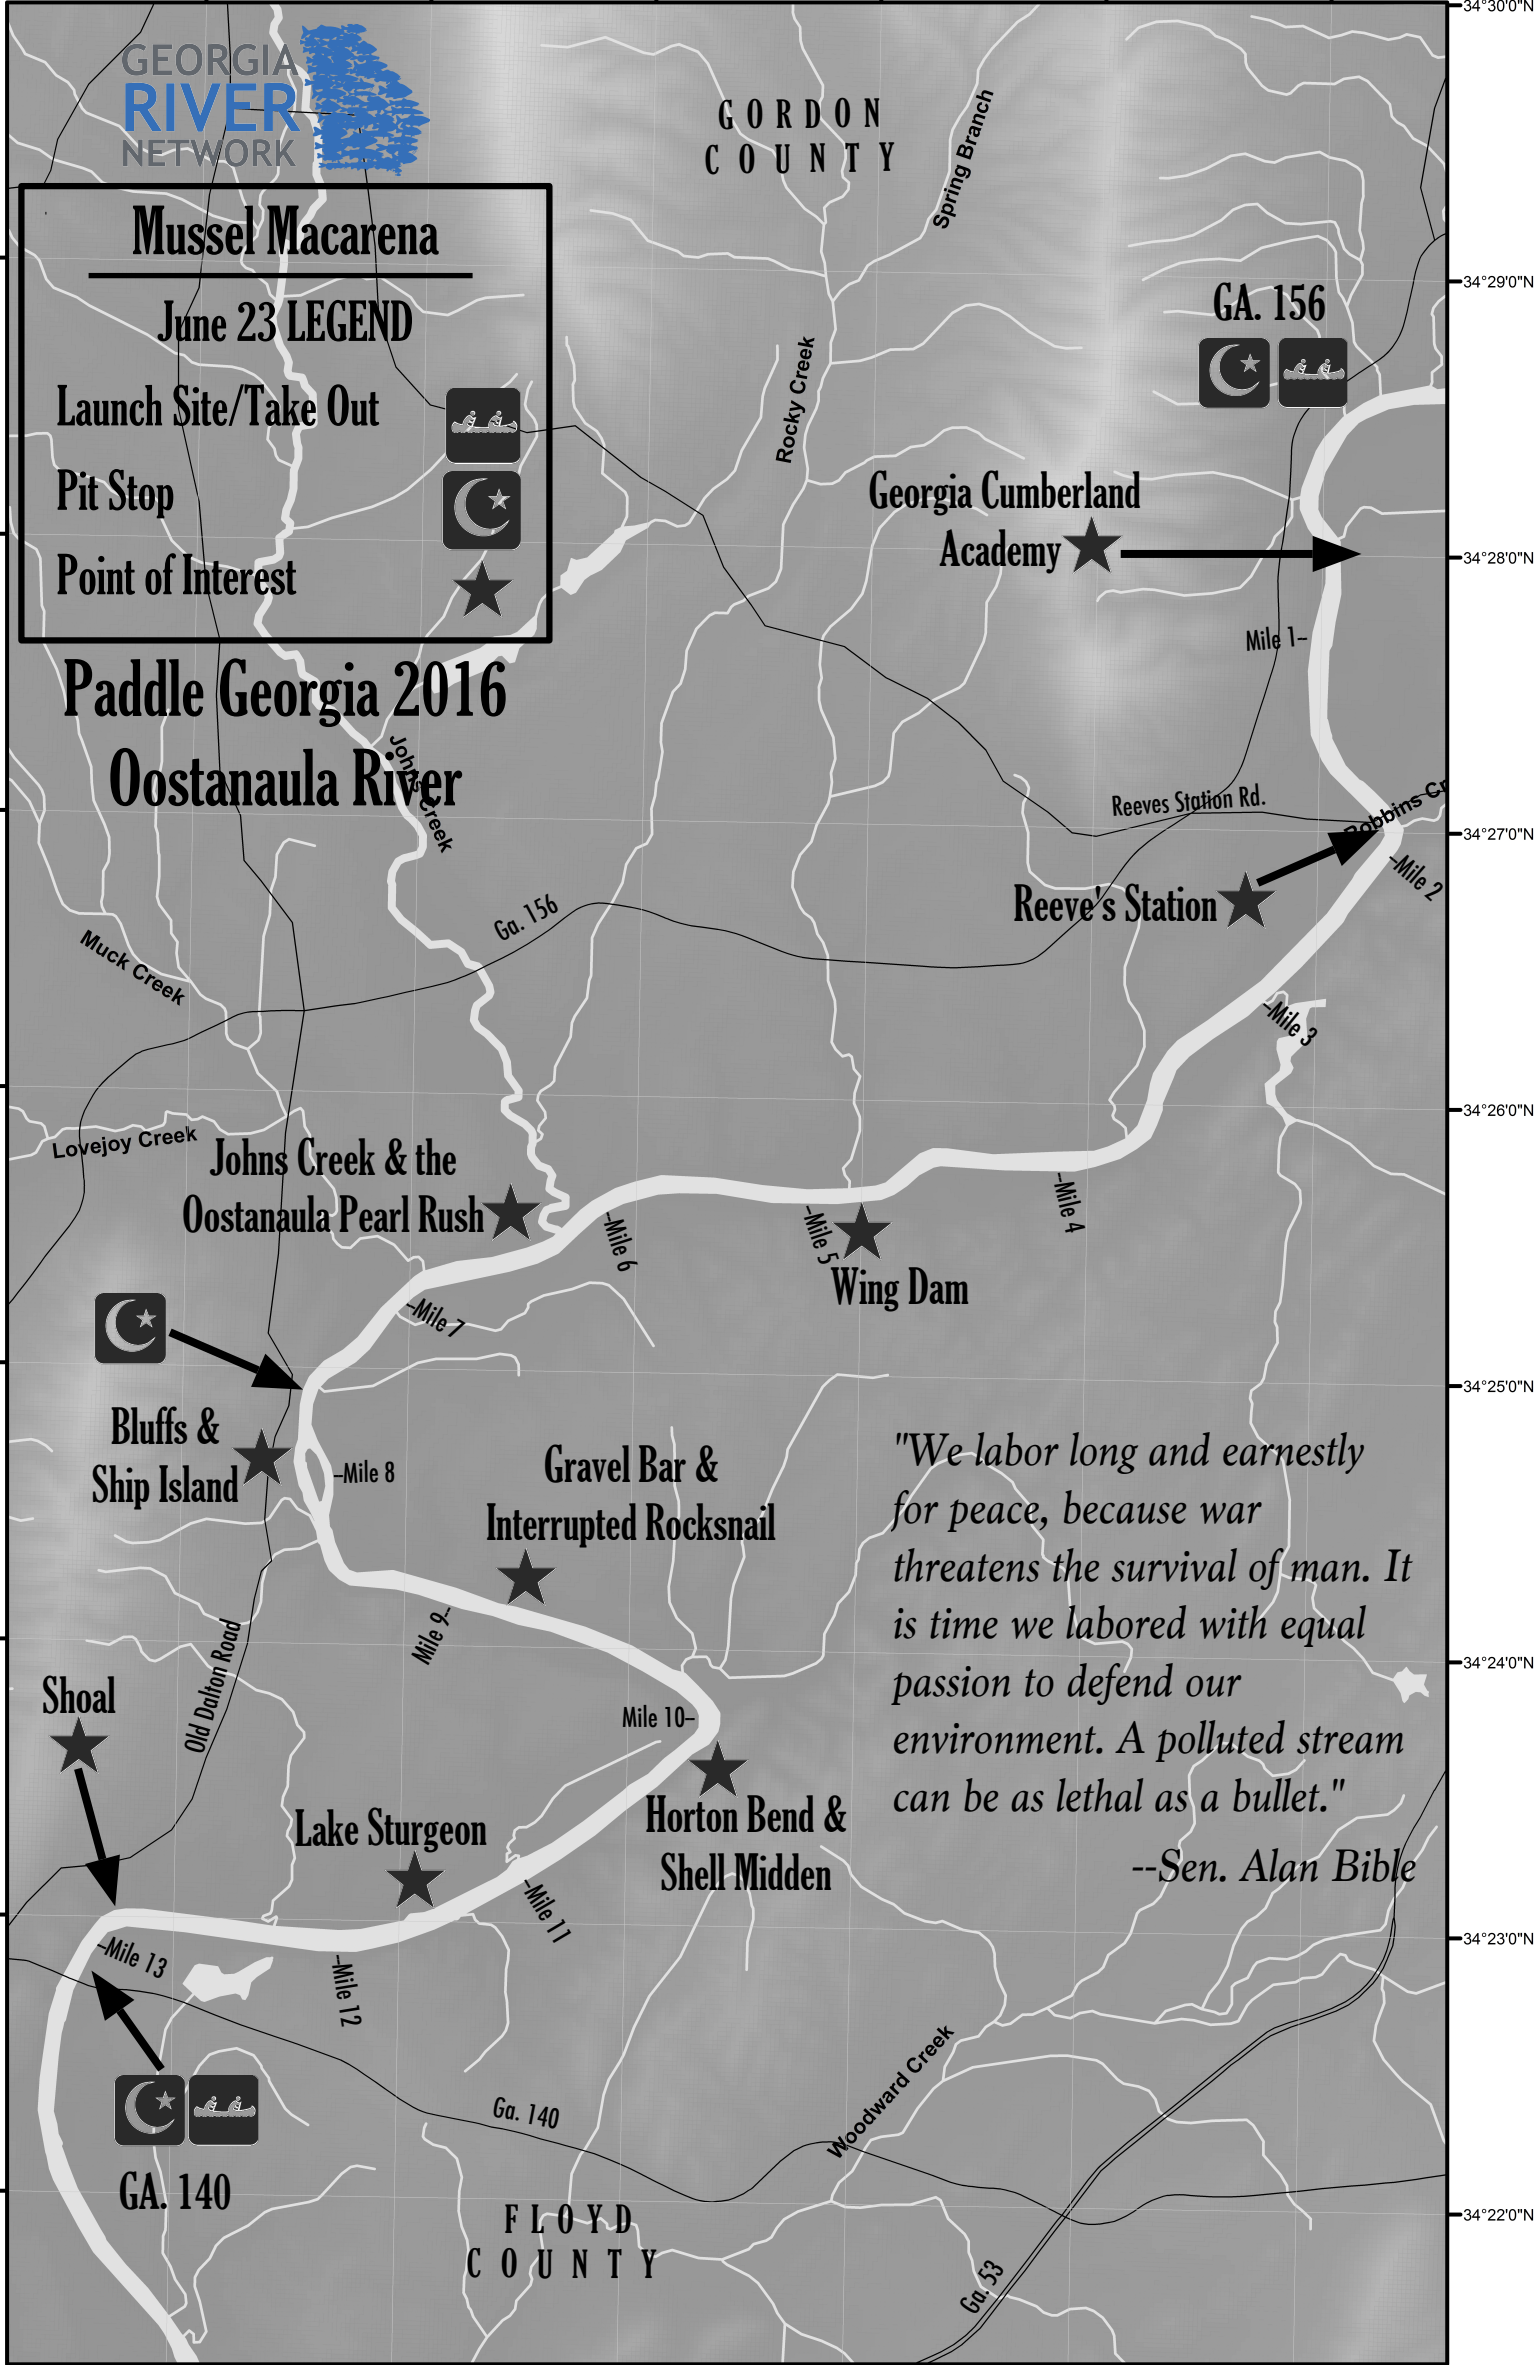 GEORGIA
RIVER
NETWORK
Mussel Macarena
June 23 LEGEND
Launch Site/Take Out
Pit Stop
Point of Interest
Paddle Georgia 2016
Oostanaula River
GORDON
COUNTY
Spring Branch
Rocky Creek
GA. 156
Georgia Cumberland
Academy
Mile 1–
Johns Creek
Reeves Station Rd.
Robbins Cr
–Mile 2
Reeve's Station
Ga. 156
Muck Creek
–Mile 3
Lovejoy Creek
Johns Creek & the
Oostanaula Pearl Rush
–Mile 4
–Mile 5
–Mile 6
Wing Dam
–Mile 7
Bluffs &
Ship Island
–Mile 8
Gravel Bar &
Interrupted Rocksnail
Mile 9–
"We labor long and earnestly
for peace, because war
threatens the survival of man. It
is time we labored with equal
passion to defend our
environment. A polluted stream
can be as lethal as a bullet."
--Sen. Alan Bible
Old Dalton Road
Shoal
Mile 10–
Horton Bend &
Shell Midden
Lake Sturgeon
–Mile 11
–Mile 12
–Mile 13
GA. 140
Ga. 140
Woodward Creek
FLOYD
COUNTY
Ga. 53
34°30'0"N
34°29'0"N
34°28'0"N
34°27'0"N
34°26'0"N
34°25'0"N
34°24'0"N
34°23'0"N
34°22'0"N